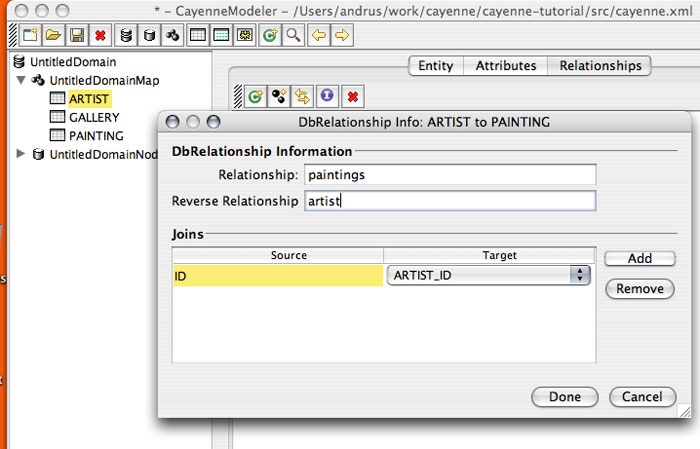 * – CayenneModeler – /Users/andrus/work/cayenne/cayenne-tutorial/src/cayenne.xml
UntitledDomain
UntitledDomainMap
ARTIST
GALLERY
PAINTING
UntitledDomainNod
Entity Attributes Relationships
DbRelationship Info: ARTIST to PAINTING
DbRelationship Information
Relationship: paintings
Reverse Relationship artist
Joins
Source Target
ID ARTIST_ID
Add
Remove
Done Cancel